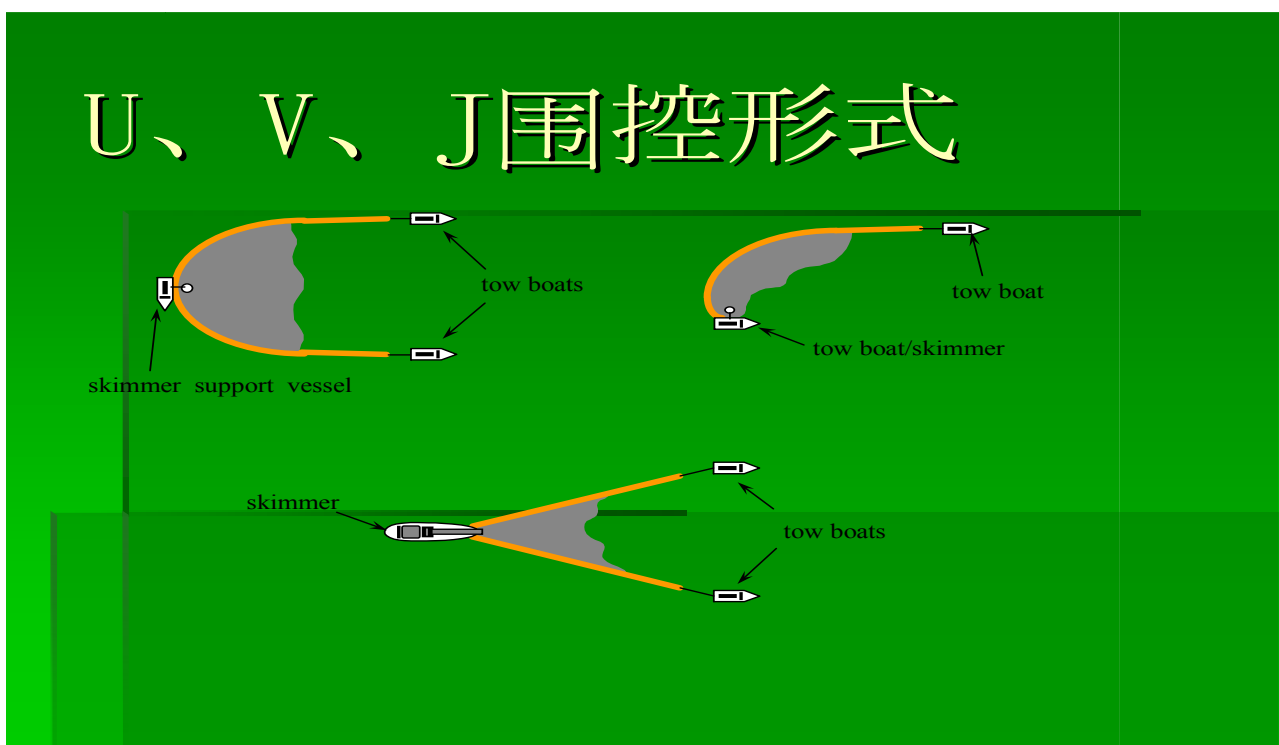 U、V、J围控形式
tow boats
skimmer support vessel
tow boat
tow boat/skimmer
skimmer
tow boats